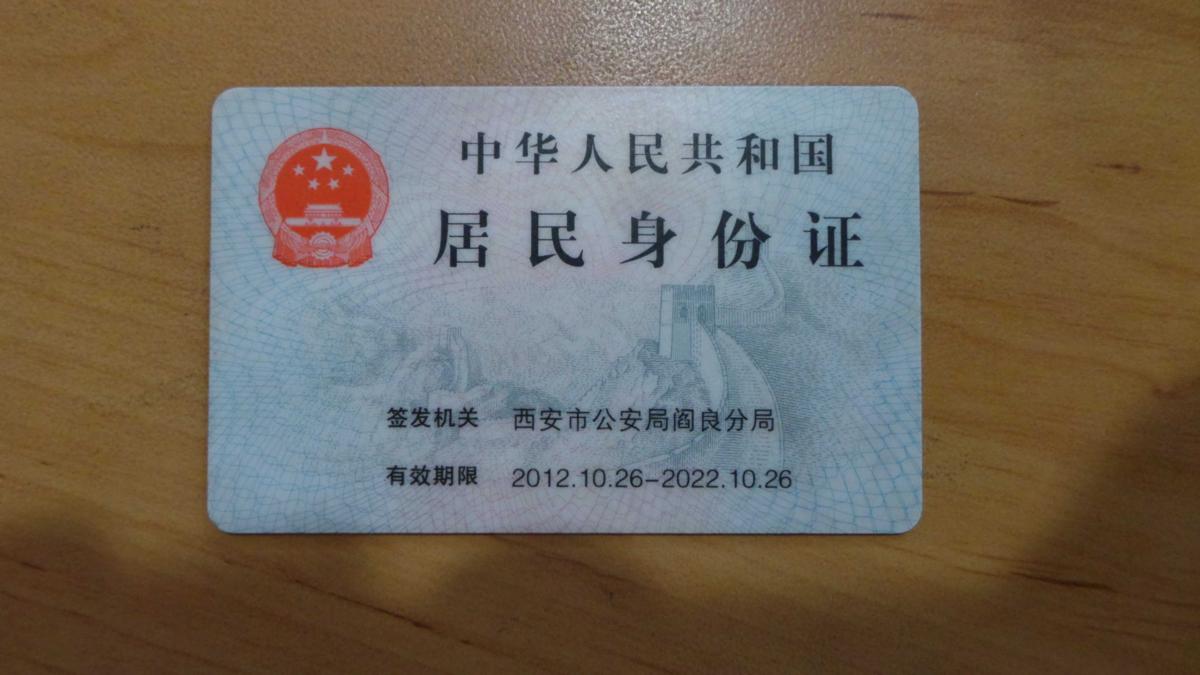 中华人民共和国
居民身份证
签发机关 西安市公安局阎良分局
有效期限 2012.10.26-2022.10.26